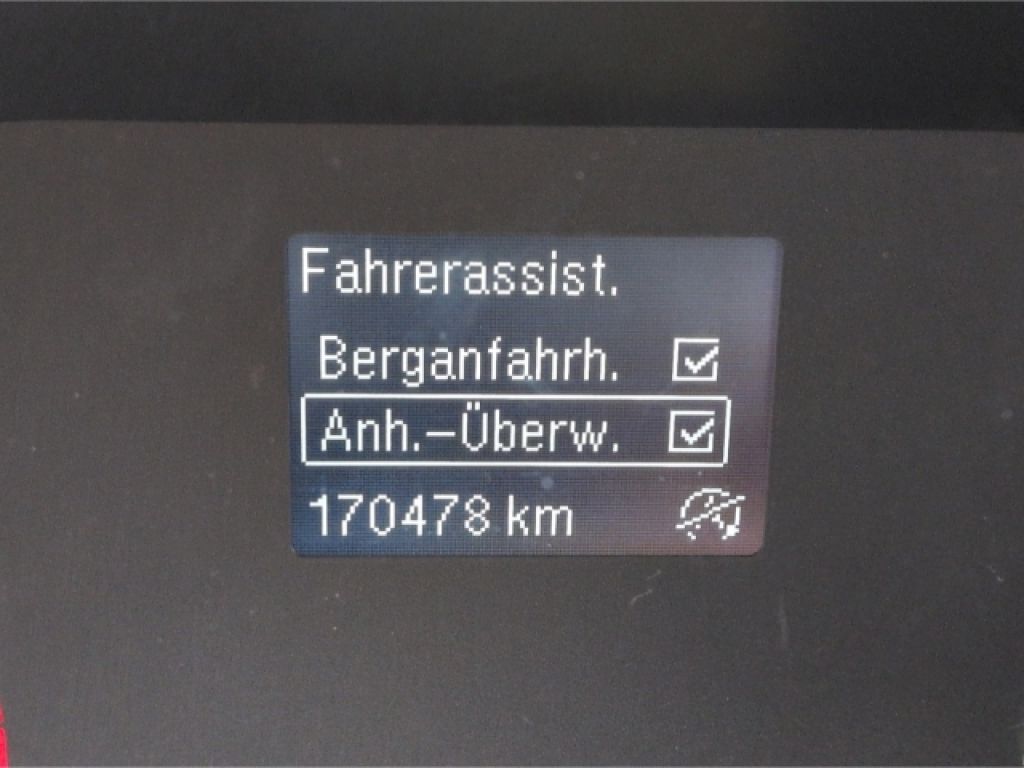 Fahrerassist.
Berganfahrh.
Anh.-Überw.
170478 km